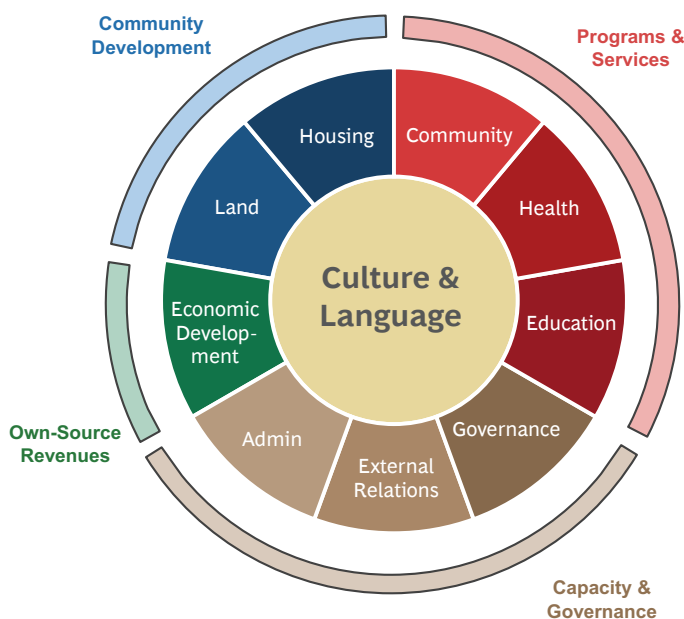 Community
Development
Programs &
Services
Housing
Community
Land
Health
Culture &
Language
Economic
Develop-
ment
Education
Admin
Governance
External
Relations
Own-Source
Revenues
Capacity &
Governance